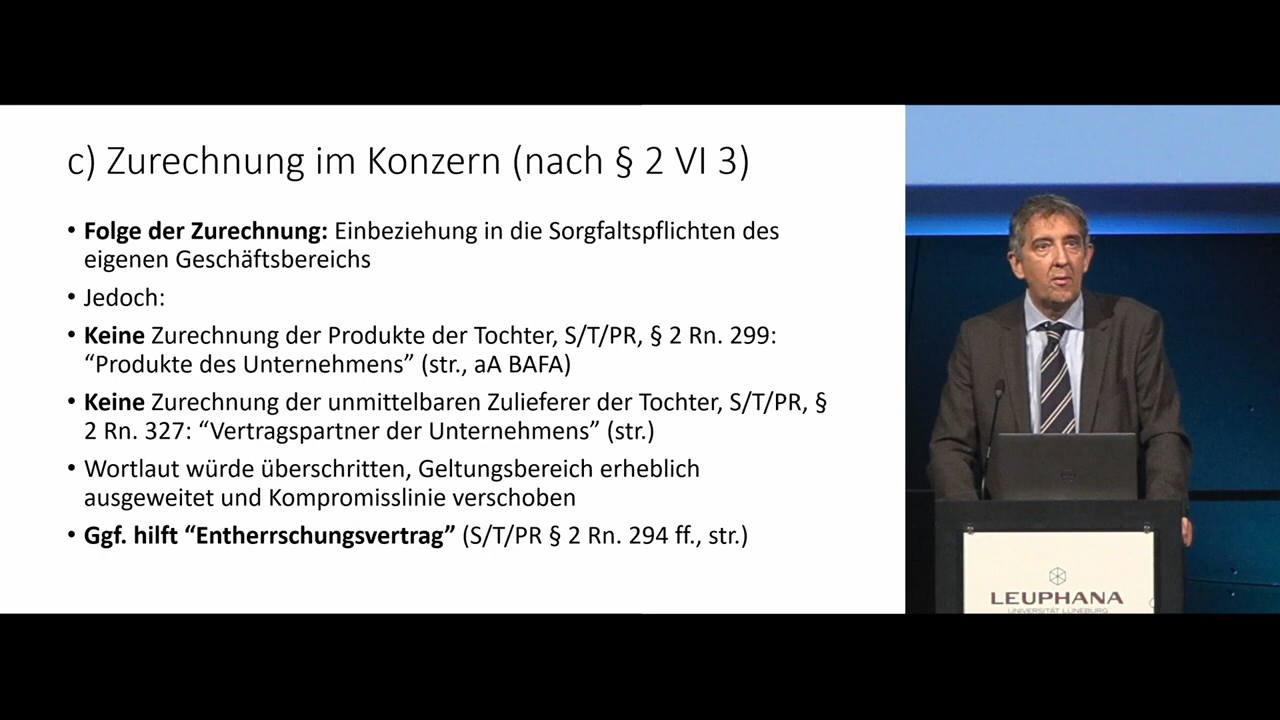 c) Zurechnung im Konzern (nach § 2 VI 3)
• Folge der Zurechnung: Einbeziehung in die Sorgfaltspflichten des
eigenen Geschäftsbereichs
• Jedoch:
• Keine Zurechnung der Produkte der Tochter, S/T/PR, § 2 Rn. 299:
“Produkte des Unternehmens” (str., aA BAFA)
• Keine Zurechnung der unmittelbaren Zulieferer der Tochter, S/T/PR, §
2 Rn. 327: “Vertragspartner der Unternehmens” (str.)
• Wortlaut würde überschritten, Geltungsbereich erheblich
ausgeweitet und Kompromisslinie verschoben
• Ggf. hilft “Entherrschungsvertrag” (S/T/PR § 2 Rn. 294 ff., str.)
LEUPHANA
UNIVERSITÄT LÜNEBURG